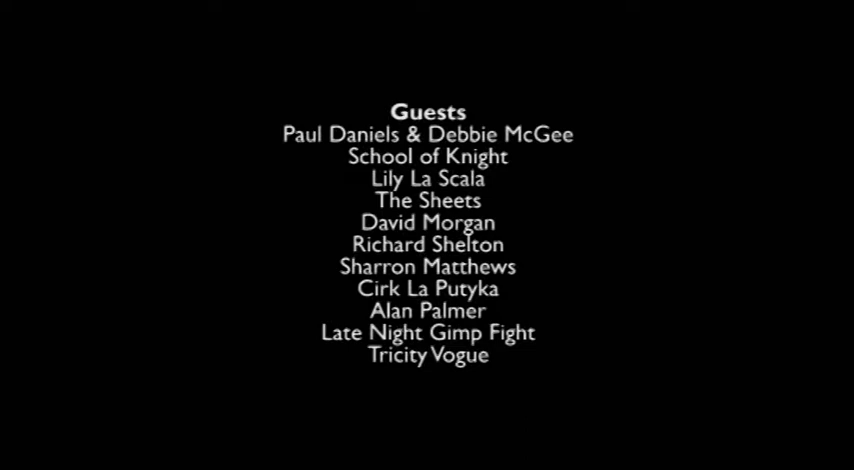 Guests
Paul Daniels & Debbie McGee
School of Knight
Lily La Scala
The Sheets
David Morgan
Richard Shelton
Sharron Matthews
Cirk La Putyka
Alan Palmer
Late Night Gimp Fight
Tricity Vogue